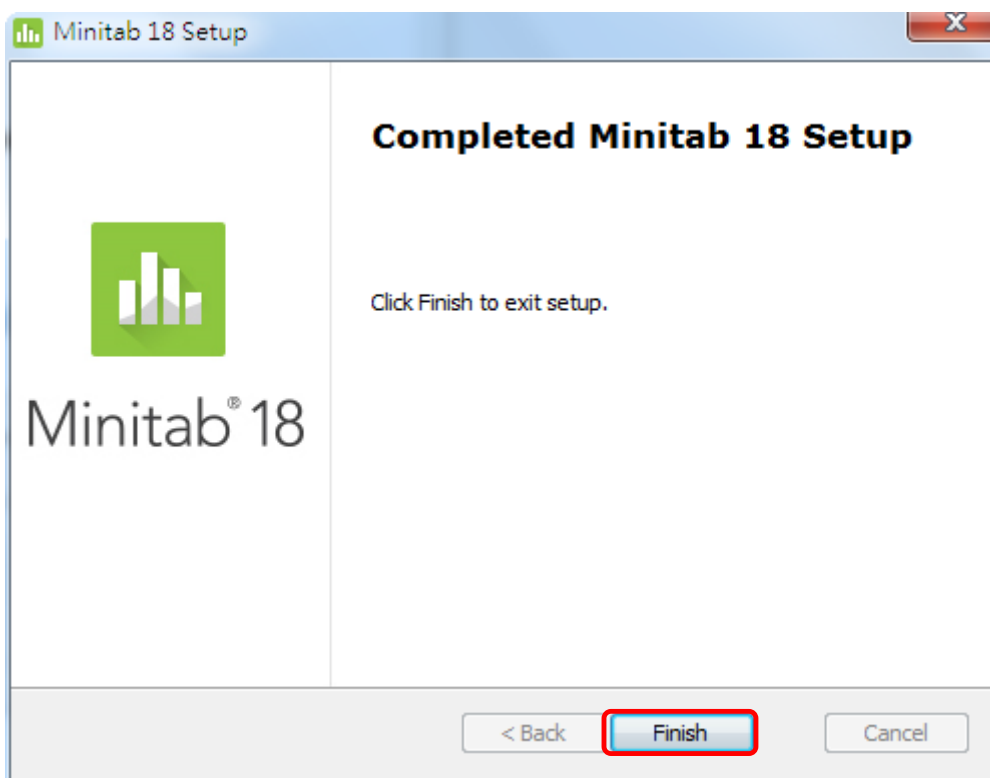 Minitab 18 Setup
x
Completed Minitab 18 Setup
Click Finish to exit setup.
Minitab® 18
< Back
Finish
Cancel